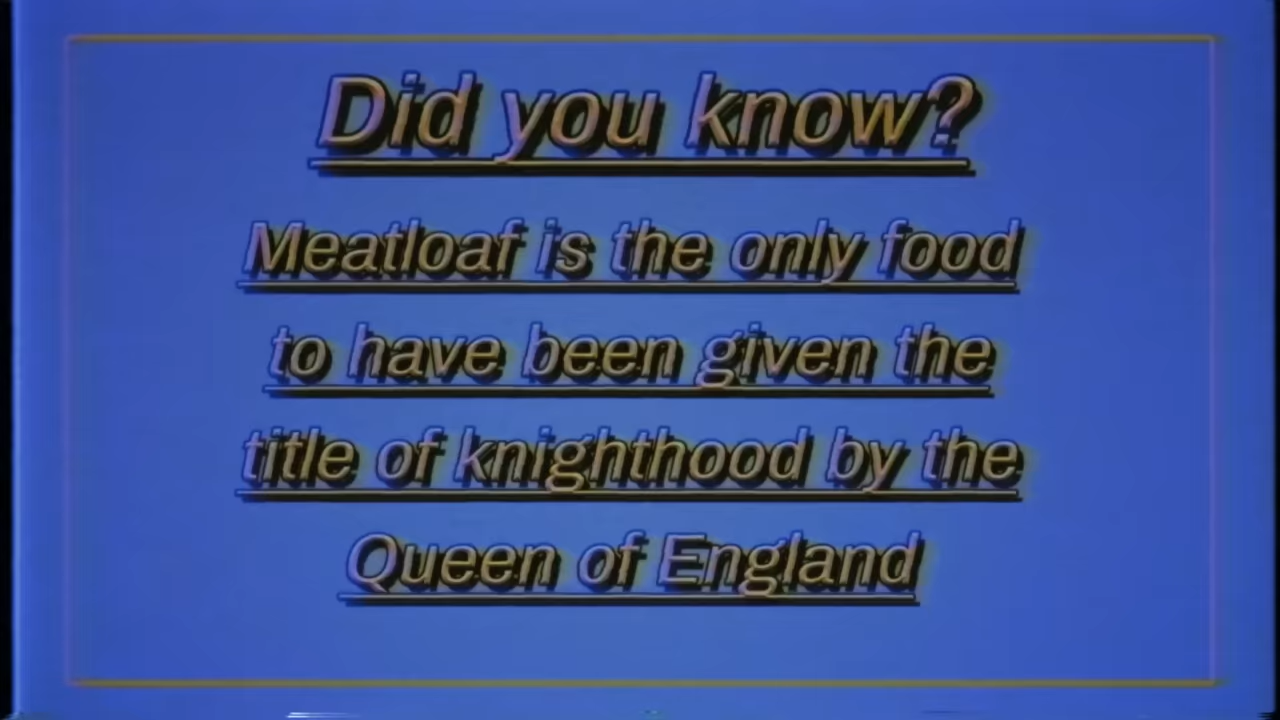 Did you know?
Meatloaf is the only food
to have been given the
title of knighthood by the
Queen of England